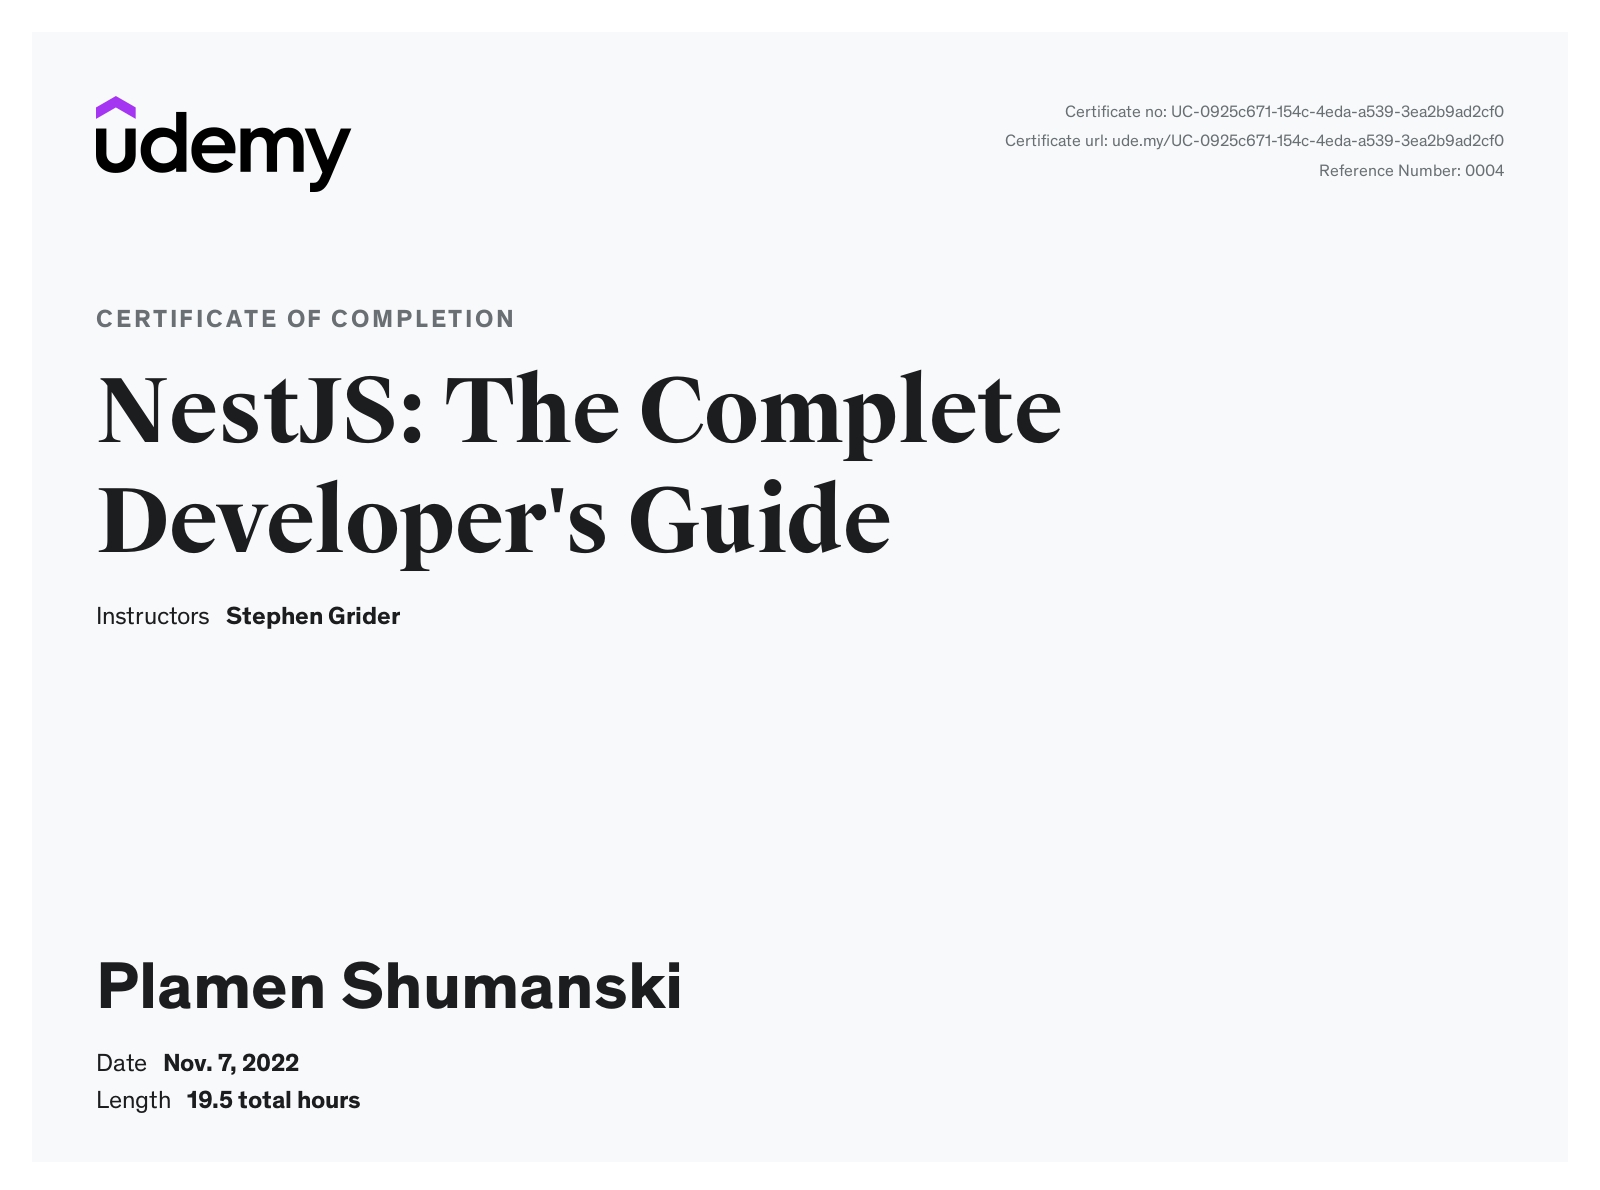 udemy
Certificate no: UC-0925c671-154c-4eda-a539-3ea2b9ad2cf0
Certificate url: ude.my/UC-0925c671-154c-4eda-a539-3ea2b9ad2cf0
Reference Number: 0004
CERTIFICATE OF COMPLETION
NestJS: The Complete
Developer's Guide
Instructors Stephen Grider
Plamen Shumanski
Date Nov. 7, 2022
Length 19.5 total hours